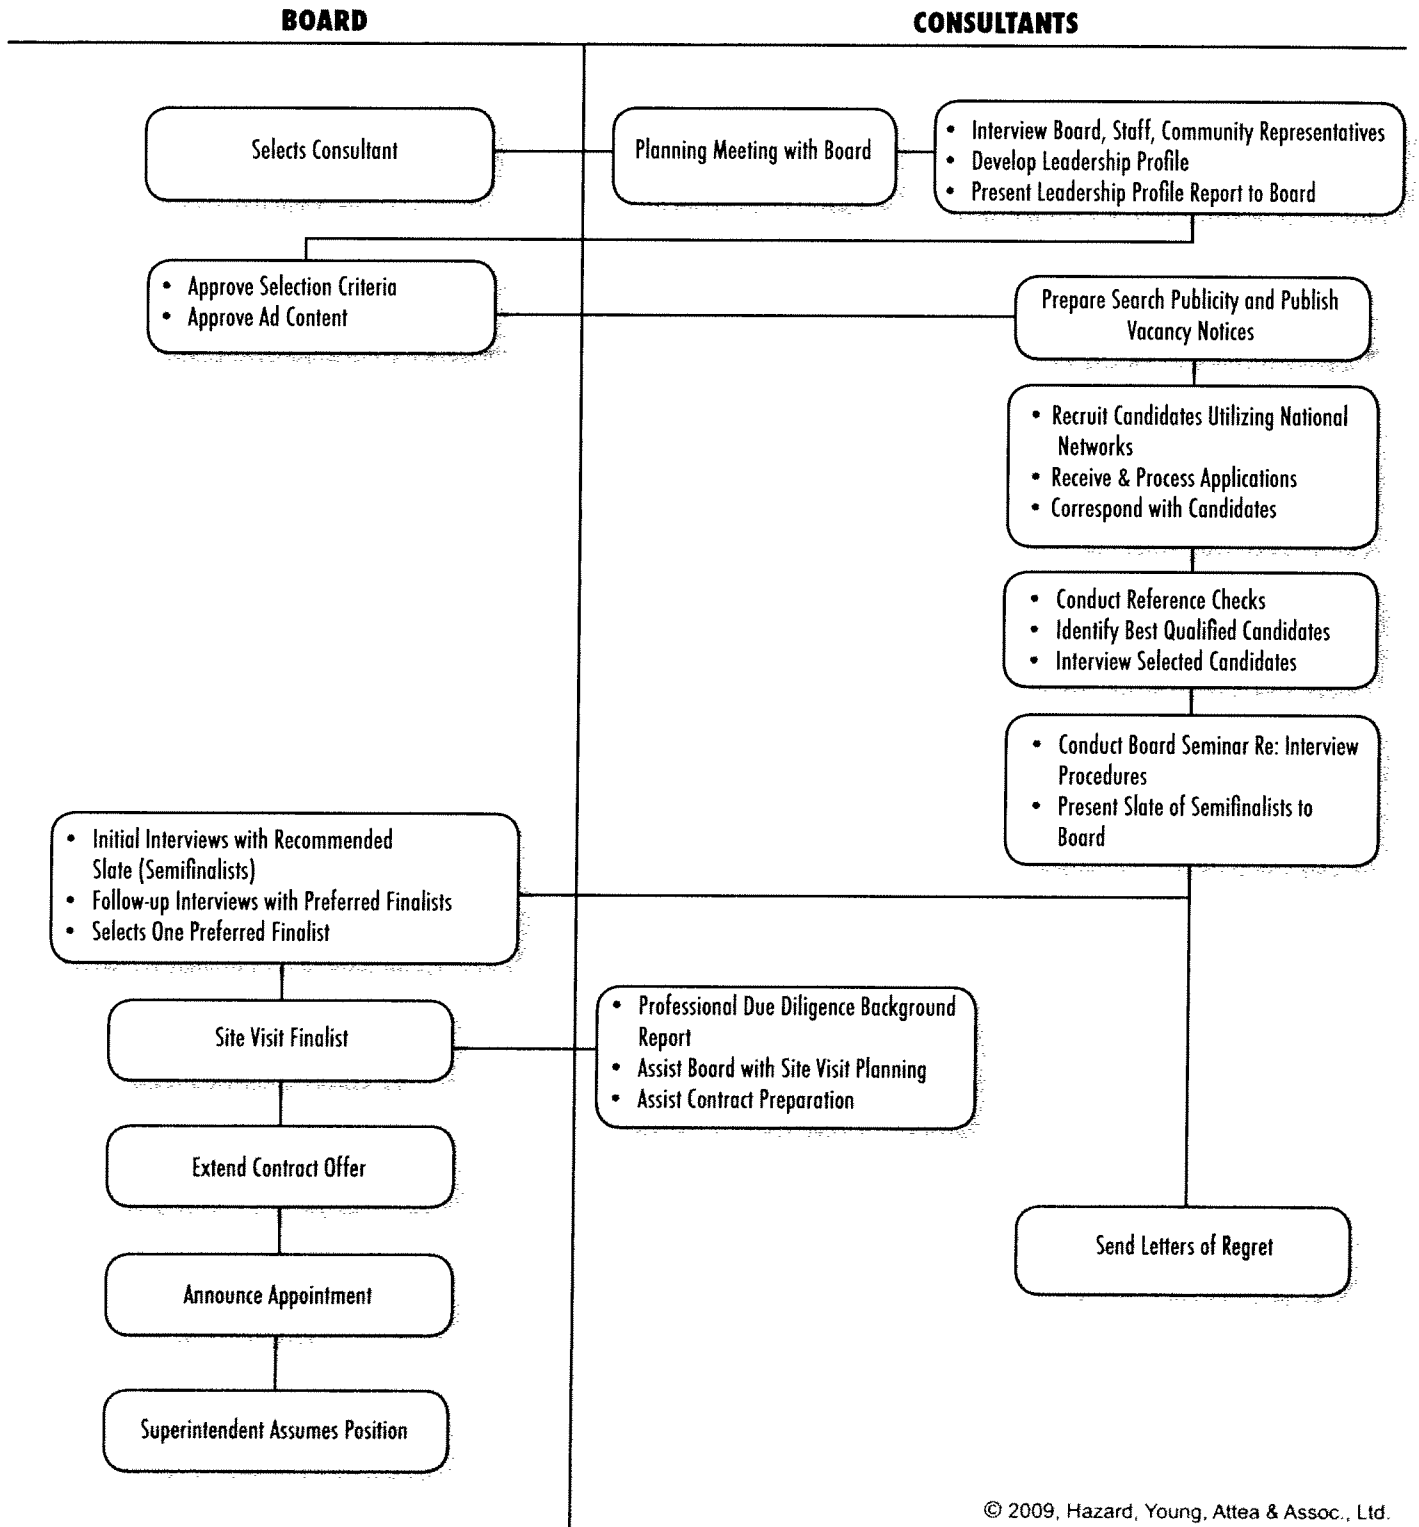 BOARD
CONSULTANTS
Selects Consultant
Planning Meeting with Board
• Interview Board, Staff, Community Representatives
• Develop Leadership Profile
• Present Leadership Profile Report to Board
• Approve Selection Criteria
• Approve Ad Content
Prepare Search Publicity and Publish
Vacancy Notices
• Recruit Candidates Utilizing National
Networks
• Receive & Process Applications
• Correspond with Candidates
• Conduct Reference Checks
• Identify Best Qualified Candidates
• Interview Selected Candidates
• Conduct Board Seminar Re: Interview
Procedures
• Present Slate of Semifinalists to
Board
• Initial Interviews with Recommended
Slate (Semifinalists)
• Follow-up Interviews with Preferred Finalists
• Selects One Preferred Finalist
Site Visit Finalist
• Professional Due Diligence Background
Report
• Assist Board with Site Visit Planning
• Assist Contract Preparation
Extend Contract Offer
Send Letters of Regret
Announce Appointment
Superintendent Assumes Position
© 2009, Hazard, Young, Attea & Assoc., Ltd.